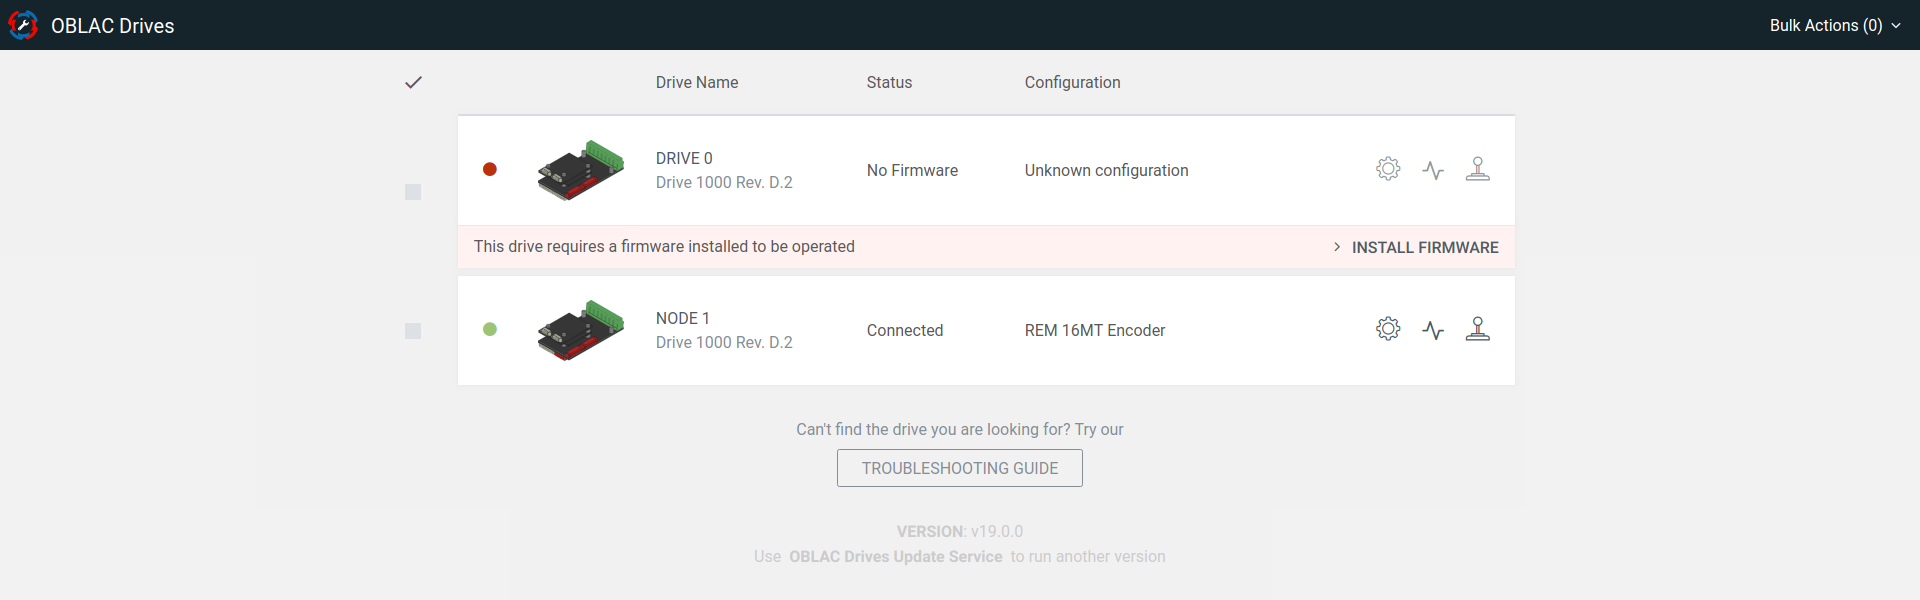 OBLAC Drives
Bulk Actions (0)
Drive Name Status Configuration
DRIVE 0
Drive 1000 Rev. D.2
No Firmware
Unknown configuration
This drive requires a firmware installed to be operated
INSTALL FIRMWARE
NODE 1
Drive 1000 Rev. D.2
Connected
REM 16MT Encoder
Can't find the drive you are looking for? Try our
TROUBLESHOOTING GUIDE
VERSION: v19.0.0
Use OBLAC Drives Update Service to run another version